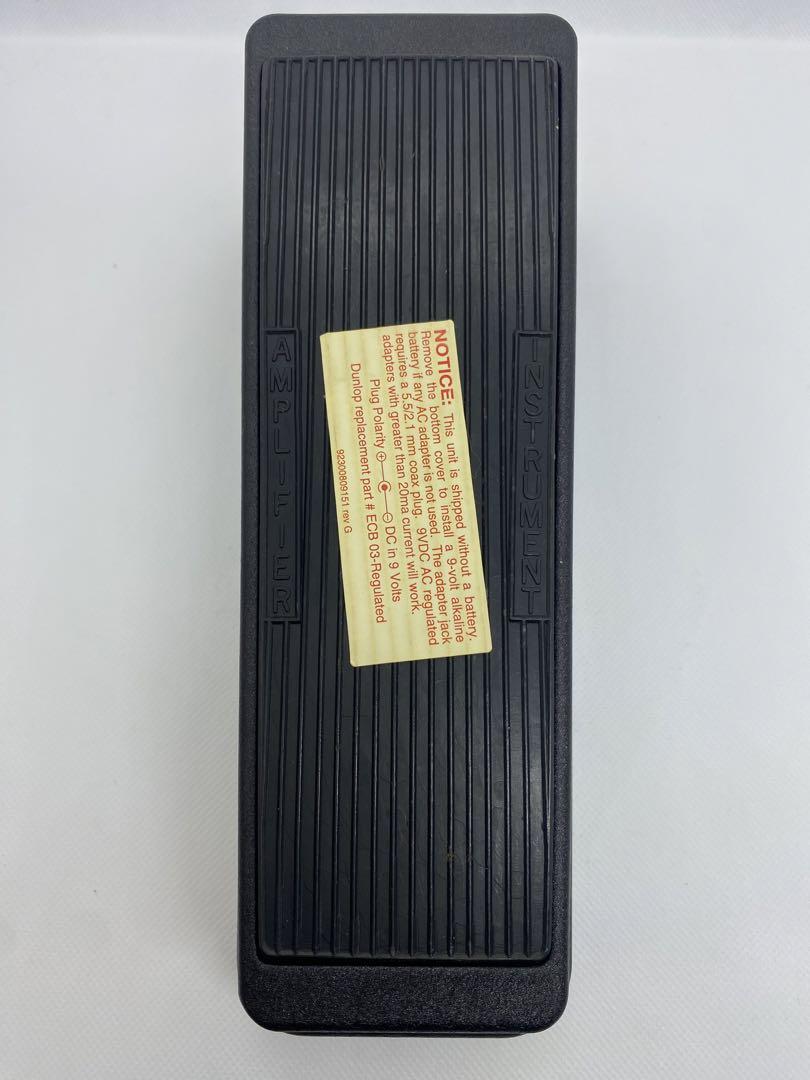 AMPLIFIER
INSTRUMENT
NOTICE: This unit is shipped without a battery.
Remove the bottom cover to install a 9-volt alkaline
battery if any AC adapter is not used. The adapter jack
requires a 5.5/2.1 mm coax plug. 9VDC AC regulated
adapters with greater than 20ma current will work.
Plug Polarity ⊕ ⊖ DC in 9 Volts
Dunlop replacement part # ECB 03-Regulated
92300809151 rev G